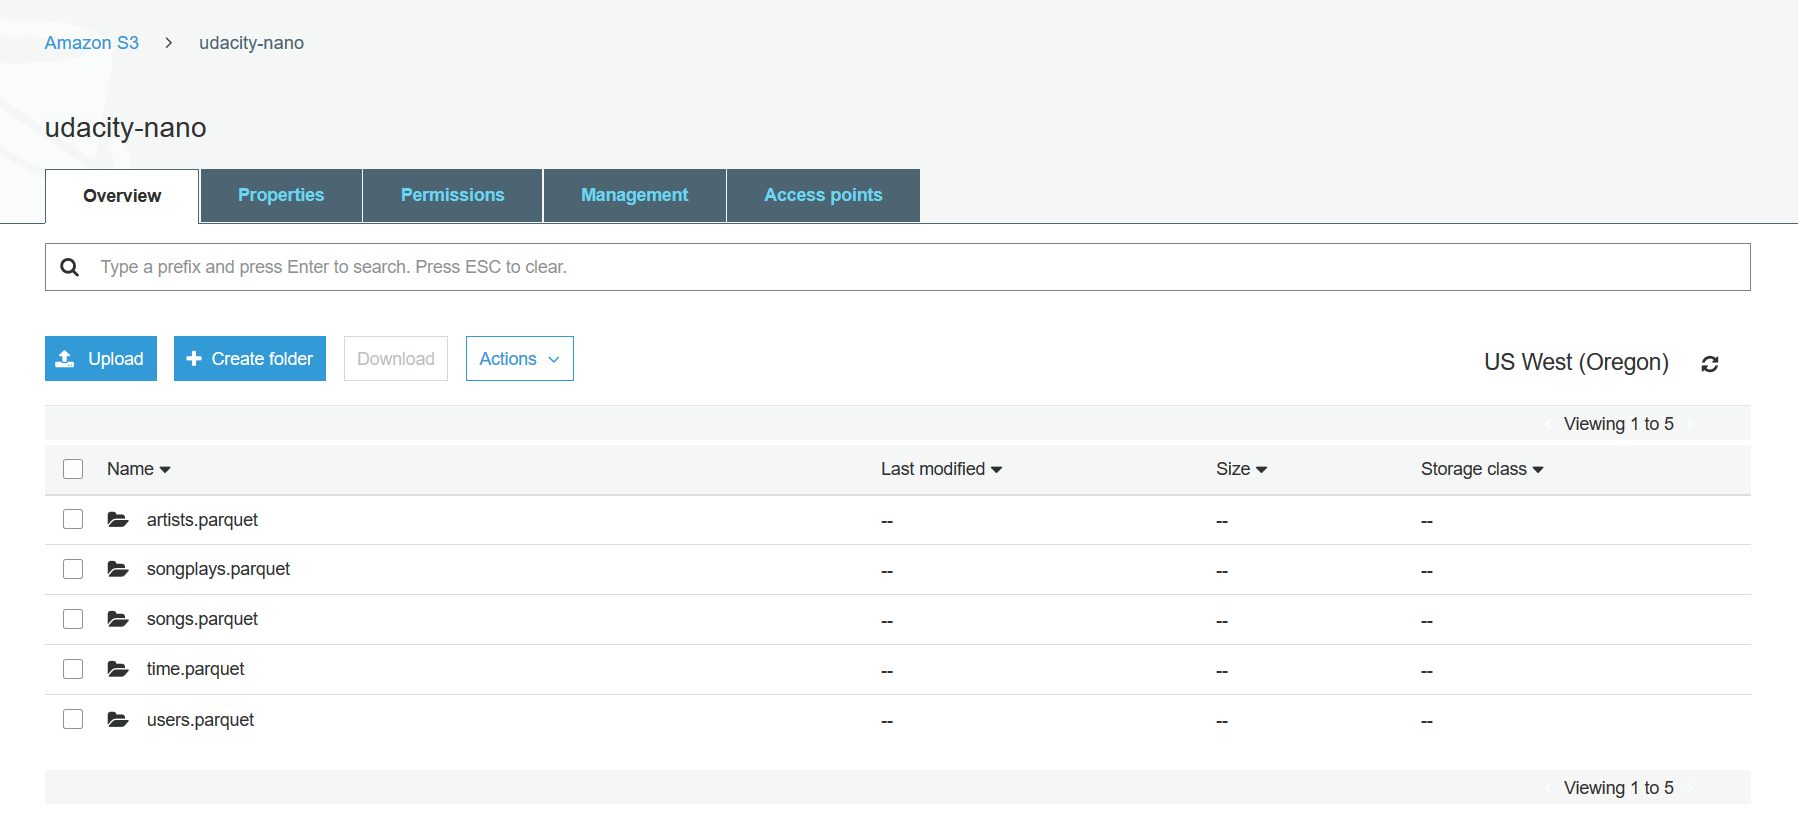 Amazon S3 > udacity-nano
udacity-nano
Overview Properties Permissions Management Access points
Type a prefix and press Enter to search. Press ESC to clear.
Upload Create folder Download Actions US West (Oregon)
Viewing 1 to 5
Name Last modified Size Storage class
artists.parquet -- -- --
songplays.parquet -- -- --
songs.parquet -- -- --
time.parquet -- -- --
users.parquet -- -- --
Viewing 1 to 5